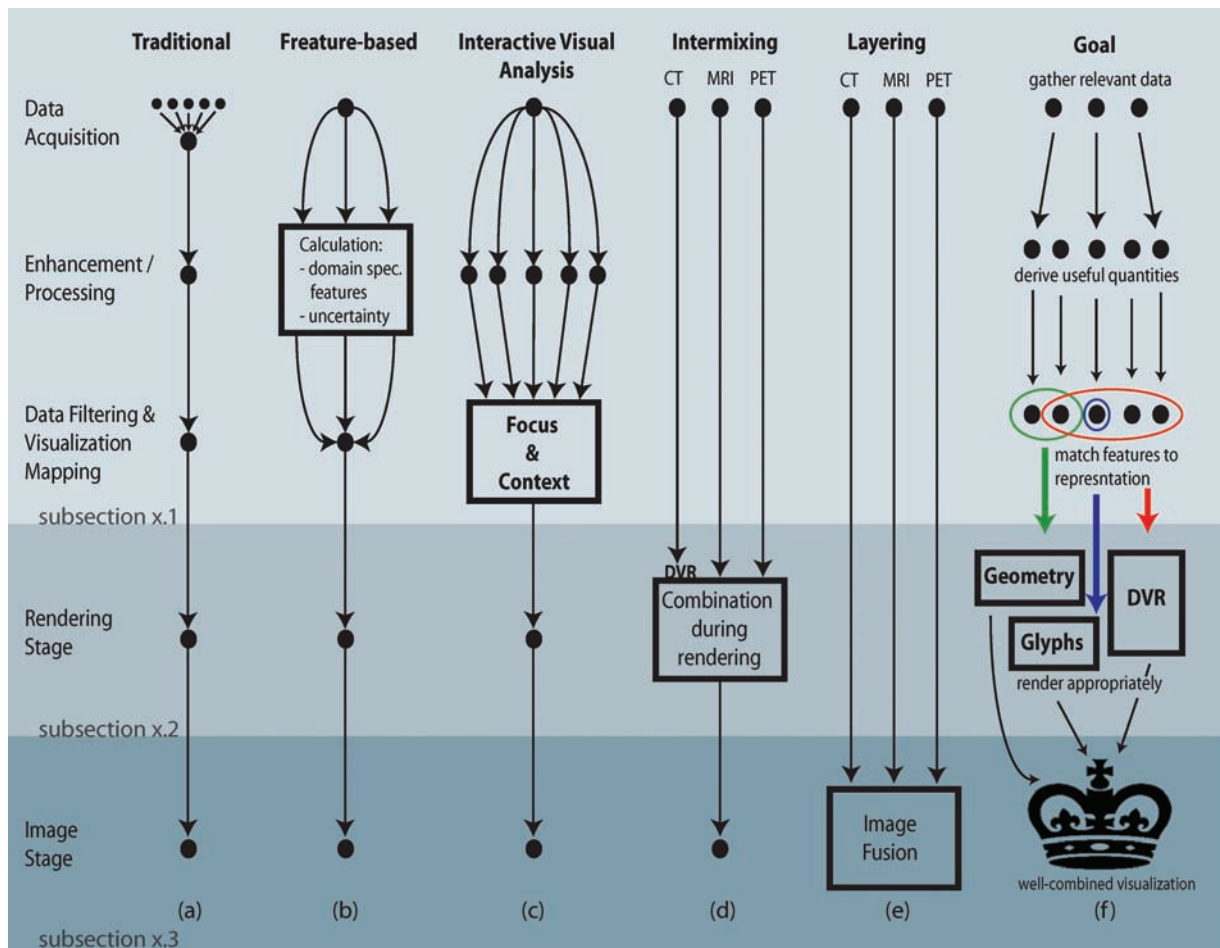 Traditional
Freature-based
Interactive Visual
Analysis
Intermixing
Layering
Goal
CT MRI PET
CT MRI PET
gather relevant data
Data
Acquisition
Enhancement /
Processing
Calculation:
- domain spec.
features
- uncertainty
derive useful quantities
Data Filtering &
Visualization
Mapping
Focus
&
Context
match features to
represntation
subsection x.1
DVR
Combination
during
rendering
Geometry
Glyphs
DVR
render appropriately
Rendering
Stage
subsection x.2
Image
Stage
Image
Fusion
well-combined visualization
(a) (b) (c) (d) (e) (f)
subsection x.3